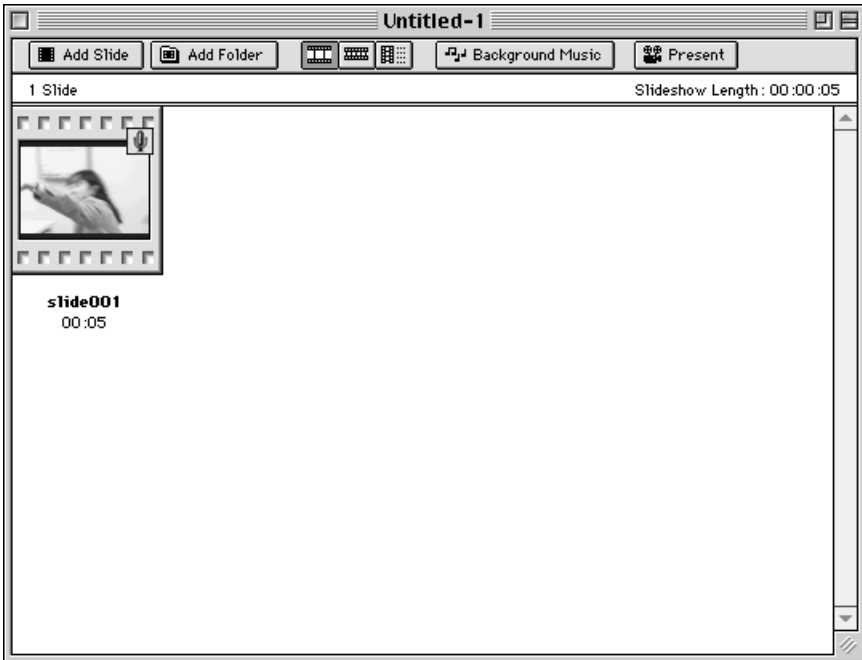 Untitled-1
Add Slide Add Folder Background Music Present
1 Slide Slideshow Length: 00:00:05
slide001
00:05